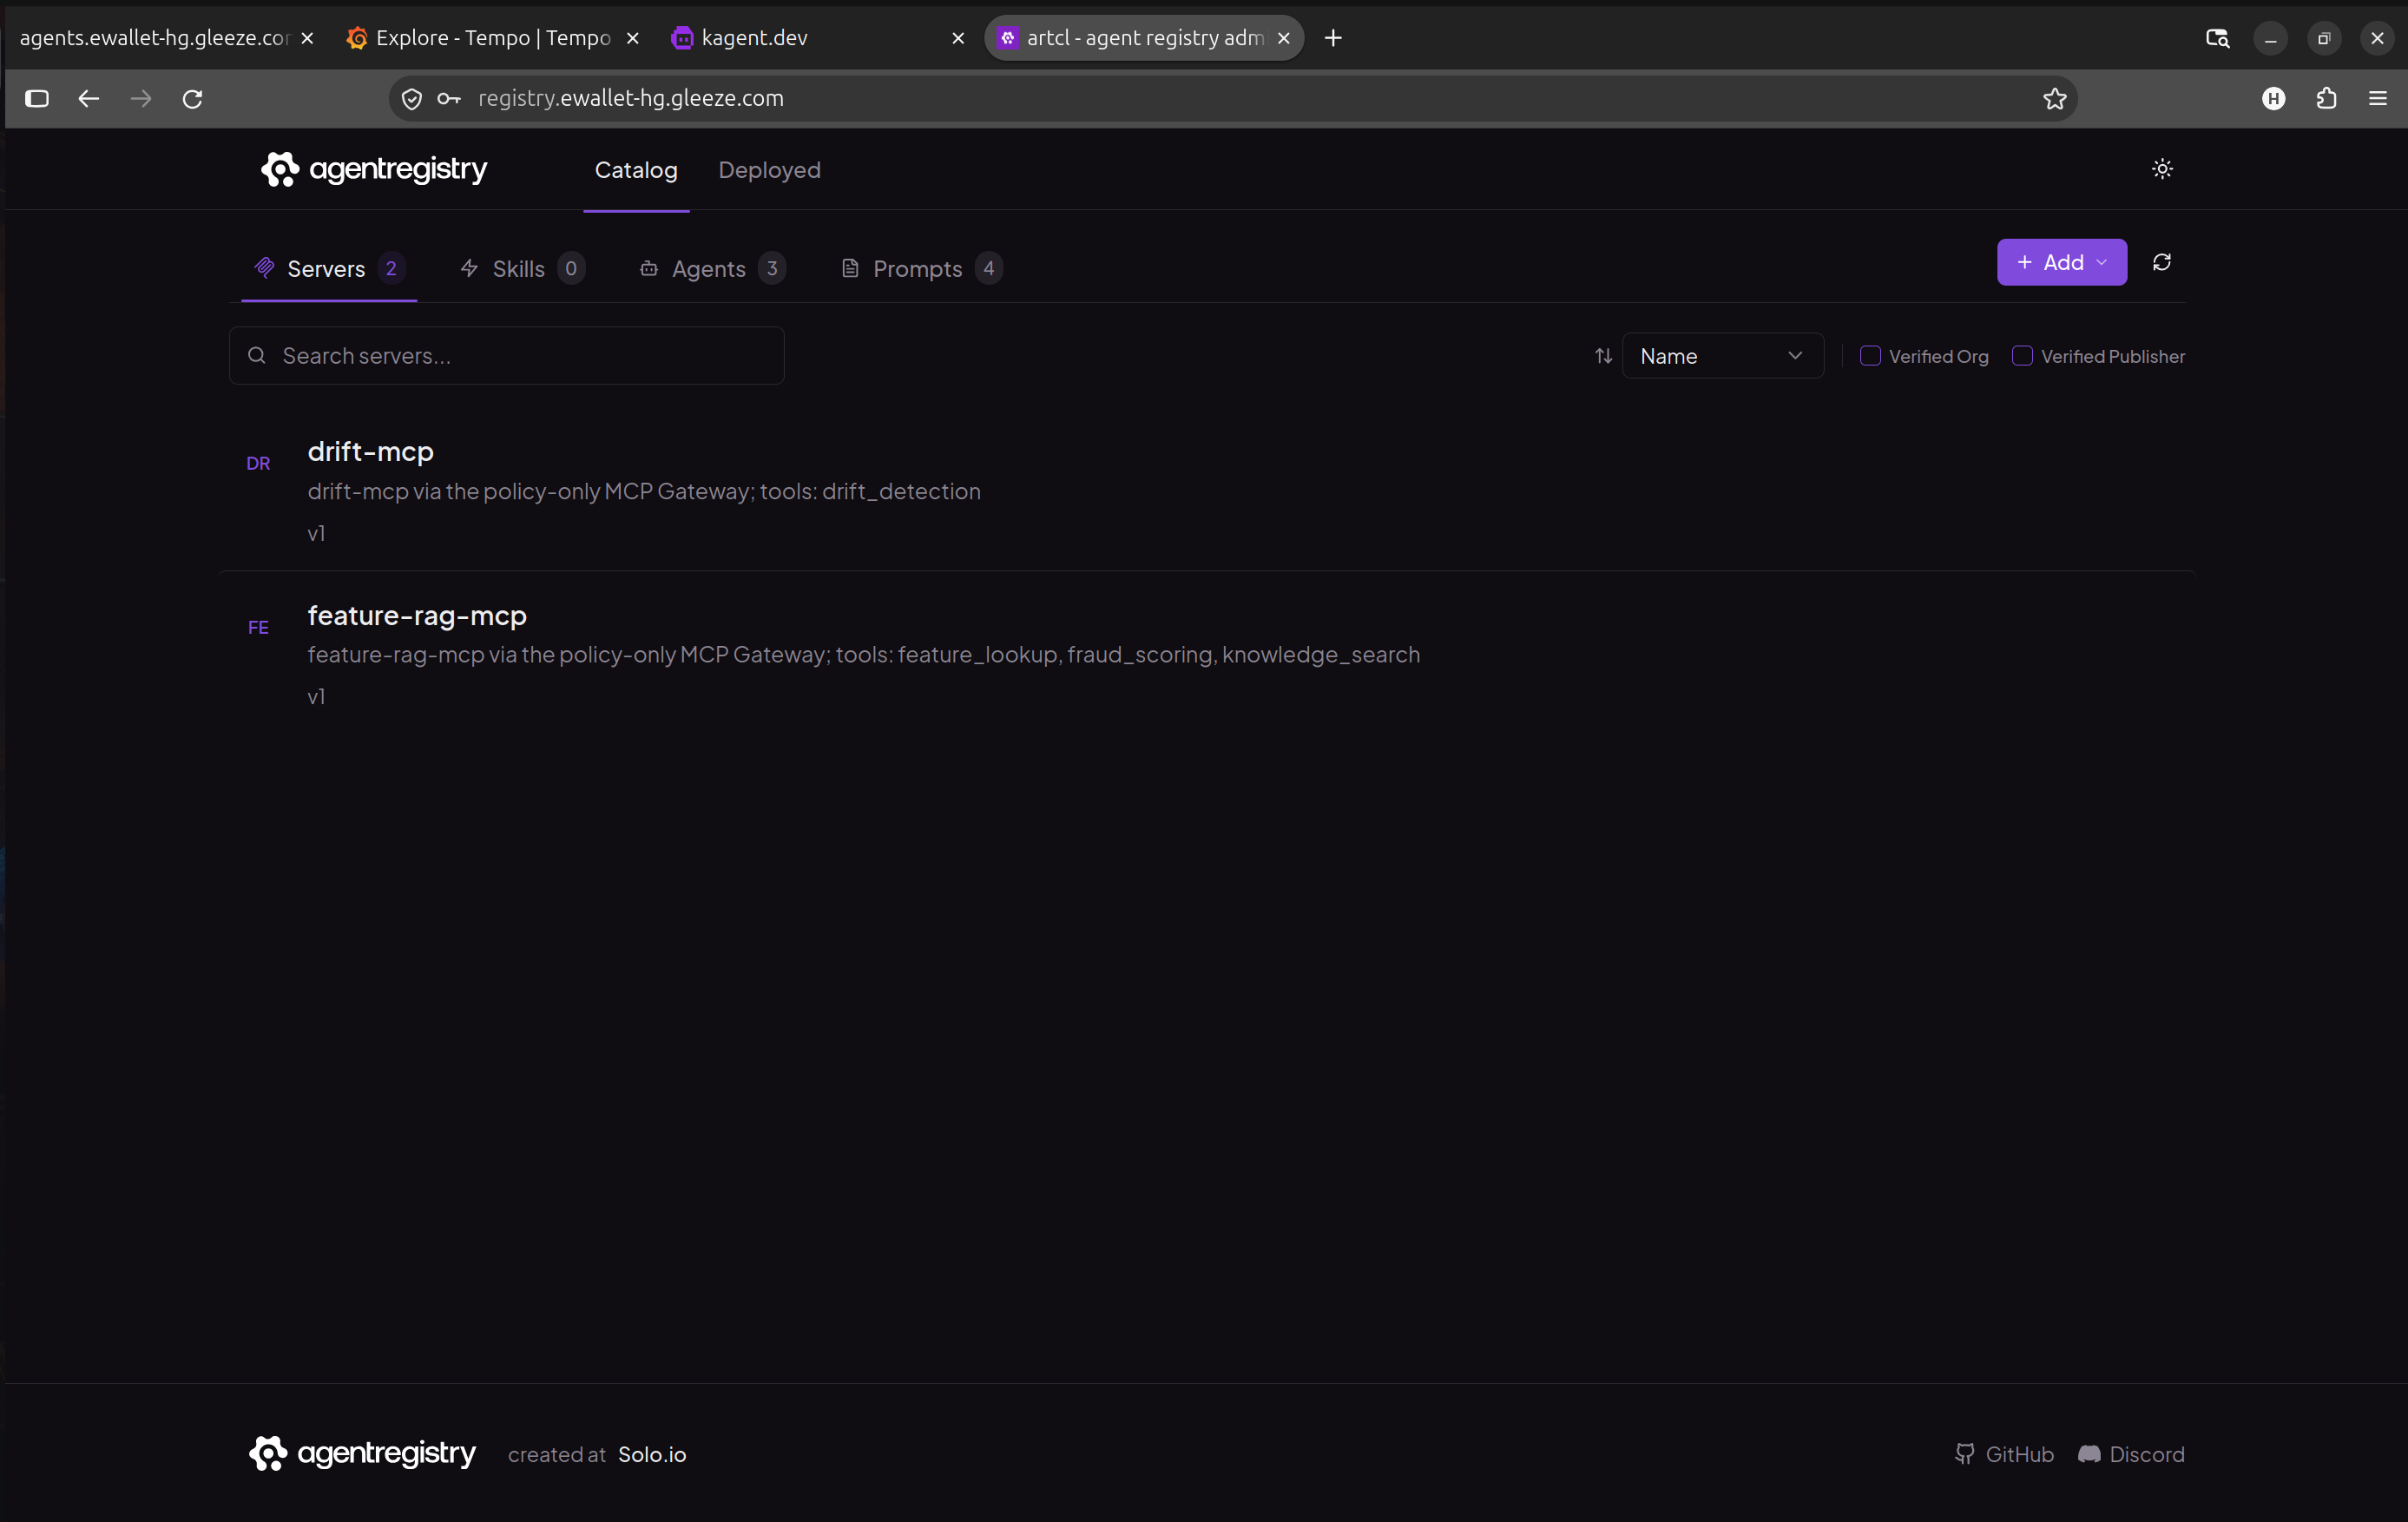 agents.ewallet-hg.gleeze.cor
Explore - Tempo | Tempo
kagent.dev
artcl - agent registry adm
registry.ewallet-hg.gleeze.com
H
agentregistry
Catalog
Deployed
Servers 2
Skills 0
Agents 3
Prompts 4
+ Add
Search servers...
Name
Verified Org
Verified Publisher
DR
drift-mcp
drift-mcp via the policy-only MCP Gateway; tools: drift_detection
v1
FE
feature-rag-mcp
feature-rag-mcp via the policy-only MCP Gateway; tools: feature_lookup, fraud_scoring, knowledge_search
v1
agentregistry
created at Solo.io
GitHub
Discord